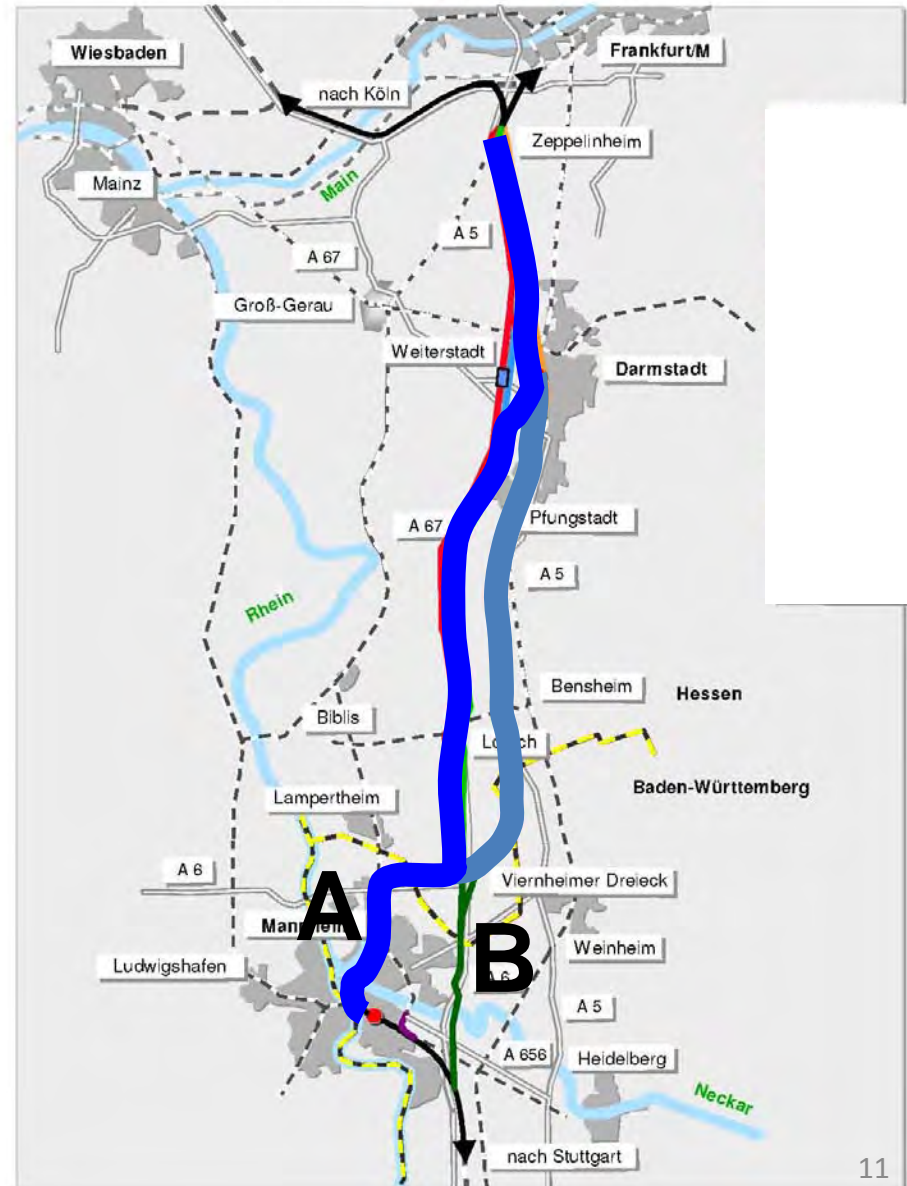 Wiesbaden
Frankfurt/M
nach Köln
Zeppelinheim
Mainz
Main
A 5
A 67
Groß-Gerau
Weiterstadt
Darmstadt
A 67
Pfungstadt
A 5
Rhein
Bensheim
Hessen
Biblis
Baden-Württemberg
Lampertheim
A 6
Viernheimer Dreieck
A
B
Weinheim
Ludwigshafen
A 6
A 5
A 656
Heidelberg
Neckar
nach Stuttgart
11